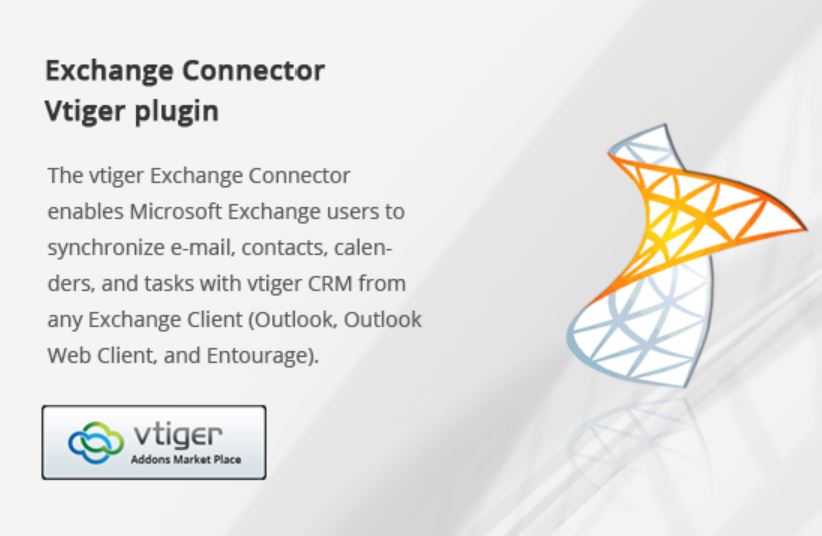 Exchange Connector
Vtiger plugin
The vtiger Exchange Connector
enables Microsoft Exchange users to
synchronize e-mail, contacts, calen-
ders, and tasks with vtiger CRM from
any Exchange Client (Outlook, Outlook
Web Client, and Entourage).
vtiger
Addons Market Place